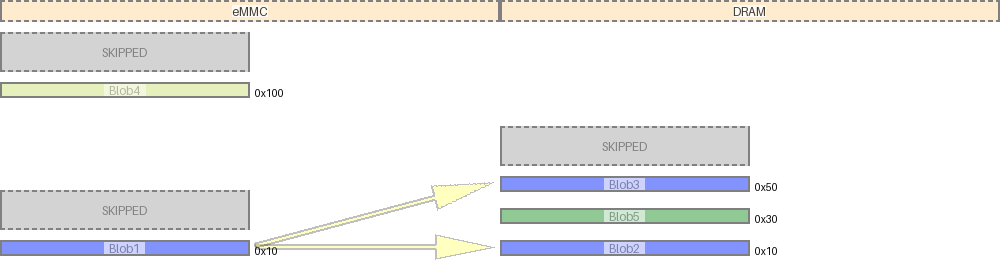 eMMC
DRAM
SKIPPED
Blob4
0x100
SKIPPED
Blob3
0x50
SKIPPED
Blob5
0x30
Blob1
0x10
Blob2
0x10